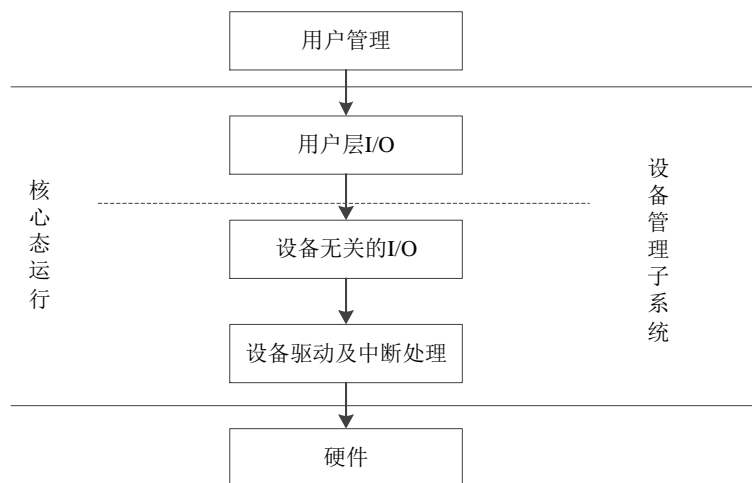 用户管理
用户层I/O
核心态运行
设备管理子系统
设备无关的I/O
设备驱动及中断处理
硬件